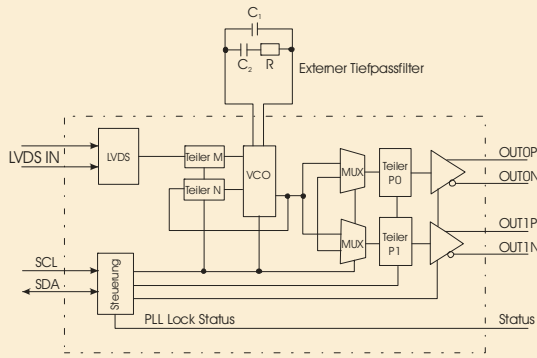 C₁
C₂ R
Externer Tiefpassfilter
LVDS IN
LVDS
Teiler M
Teiler N
VCO
MUX
Teiler
P0
OUT0P
OUT0N
MUX
Teiler
P1
OUT1P
OUT1N
SCL
SDA
Steuerung
PLL Lock Status
Status